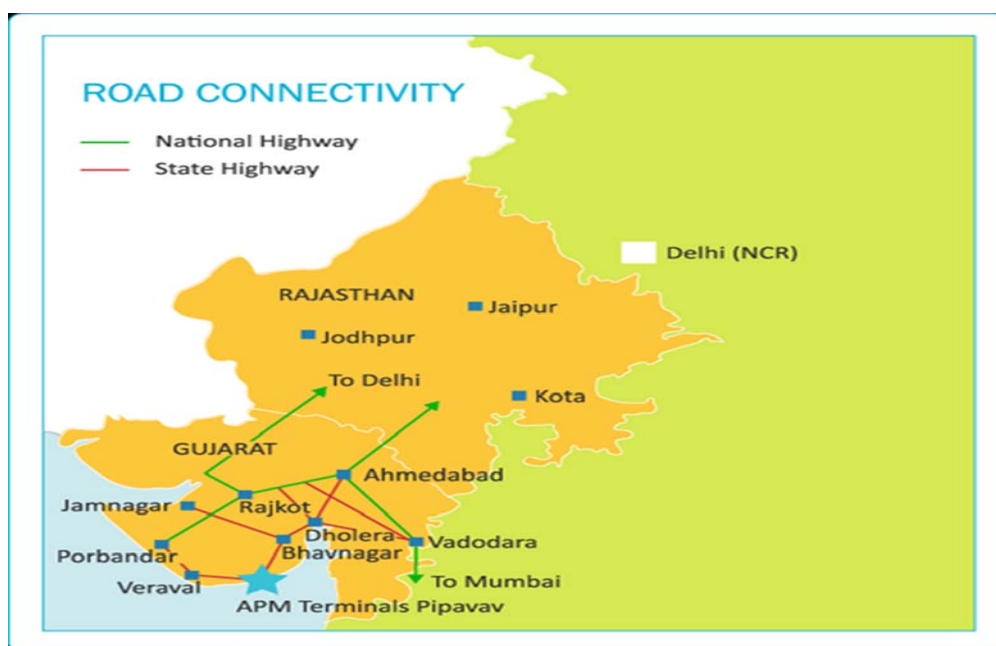 ROAD CONNECTIVITY
National Highway
State Highway
Delhi (NCR)
RAJASTHAN
Jaipur
Jodhpur
To Delhi
Kota
GUJARAT
Ahmedabad
Jamnagar
Rajkot
Dholera
Vadodara
Porbandar
Bhavnagar
Veraval
To Mumbai
APM Terminals Pipavav